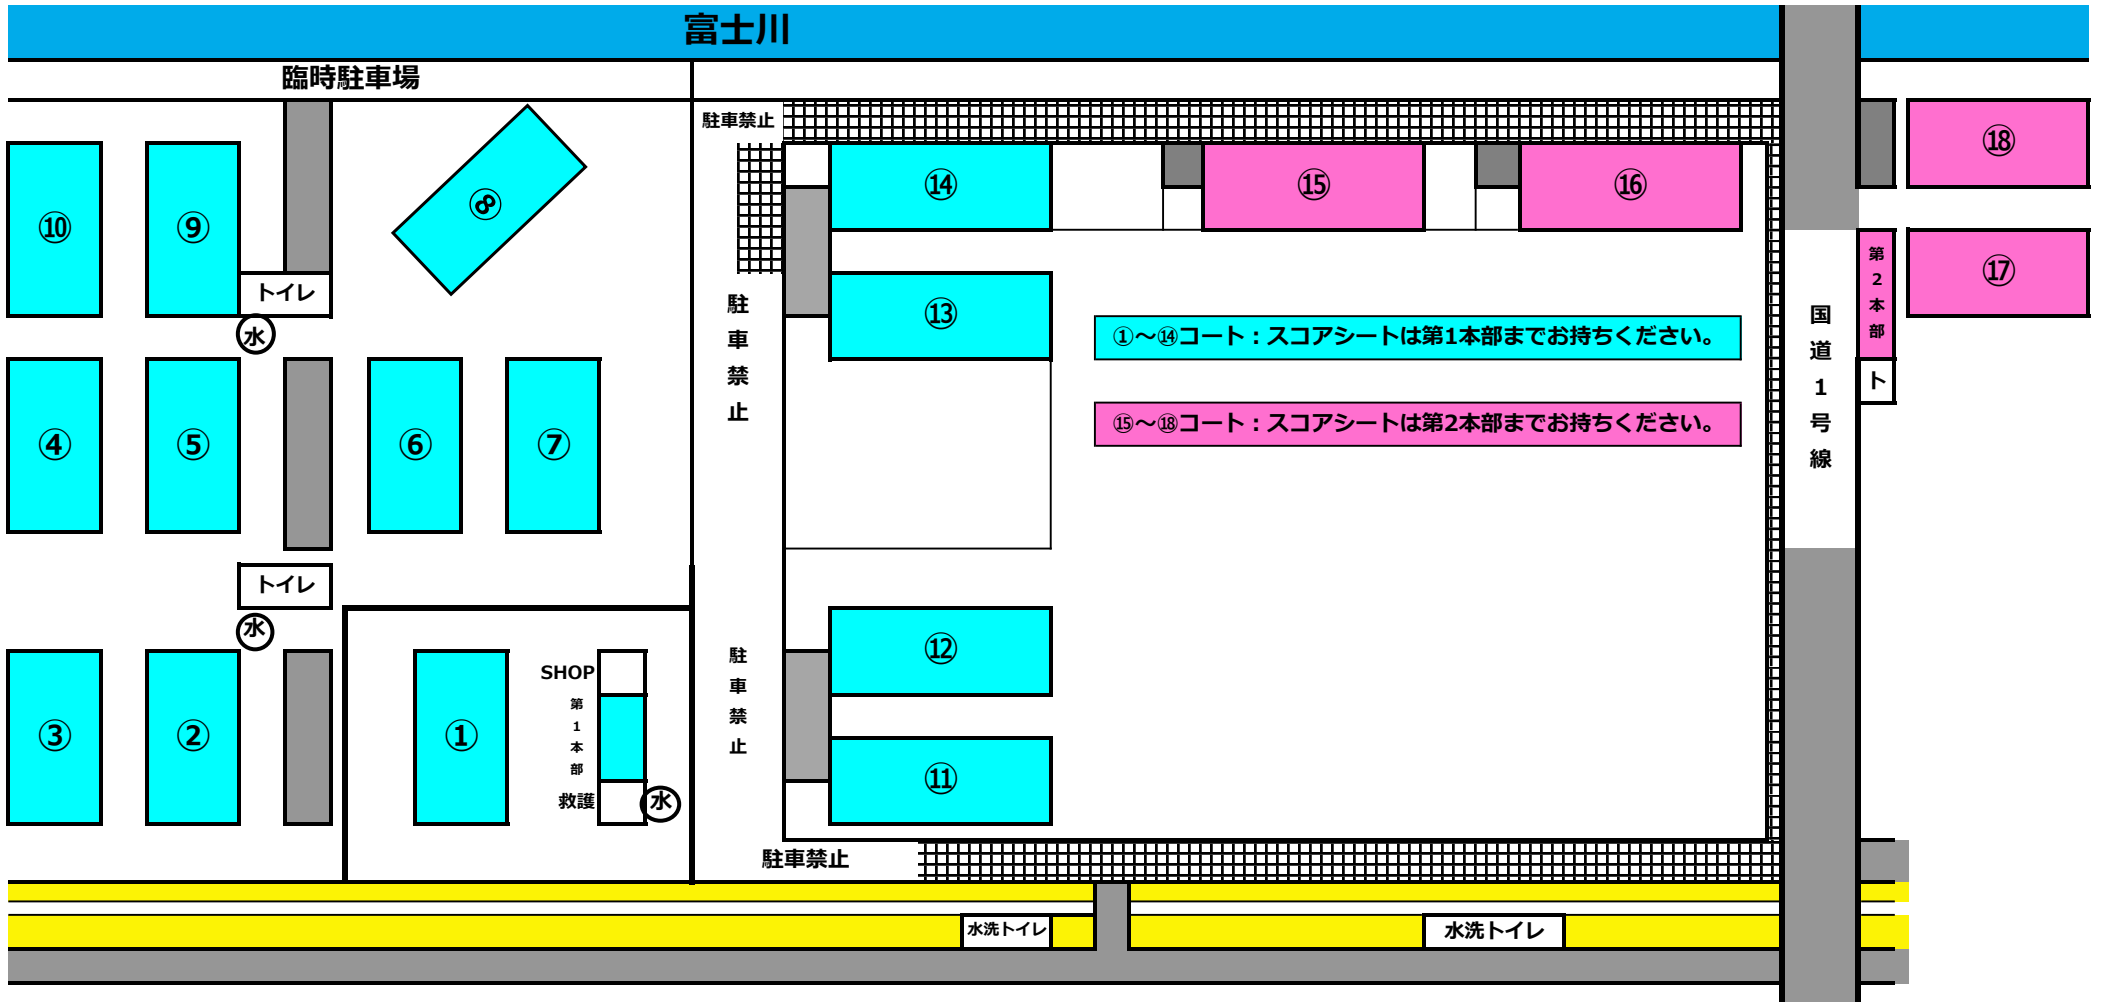 富士川
臨時駐車場
駐車禁止
⑩
⑨
⑧
⑭
⑮
⑯
⑱
トイレ
水
⑬
⑰
駐車禁止
①～⑭コート：スコアシートは第1本部までお持ちください。
⑮～⑱コート：スコアシートは第2本部までお持ちください。
国道1号線
第2本部
ト
④
⑤
⑥
⑦
トイレ
水
③
②
①
SHOP
第1本部
救護
水
駐車禁止
⑫
⑪
駐車禁止
水洗トイレ
水洗トイレ